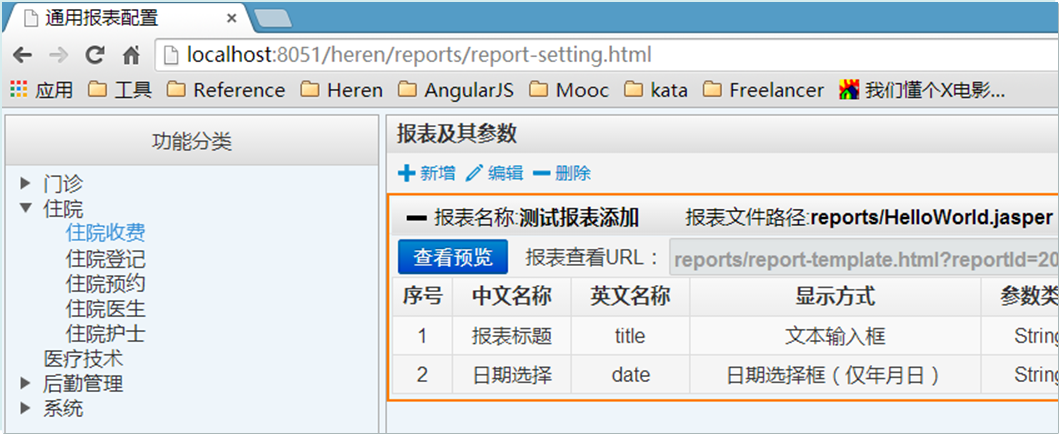 通用报表配置
localhost:8051/heren/reports/report-setting.html
应用 工具 Reference Heren AngularJS Mooc kata Freelancer 我们懂个X电影...
功能分类
门诊
住院
住院收费
住院登记
住院预约
住院医生
住院护士
医疗技术
后勤管理
系统
报表及其参数
新增 编辑 删除
报表名称:测试报表添加 报表文件路径:reports/HelloWorld.jasper
查看预览 报表查看URL： reports/report-template.html?reportId=20
序号 中文名称 英文名称 显示方式 参数类
1 报表标题 title 文本输入框 String
2 日期选择 date 日期选择框（仅年月日） String